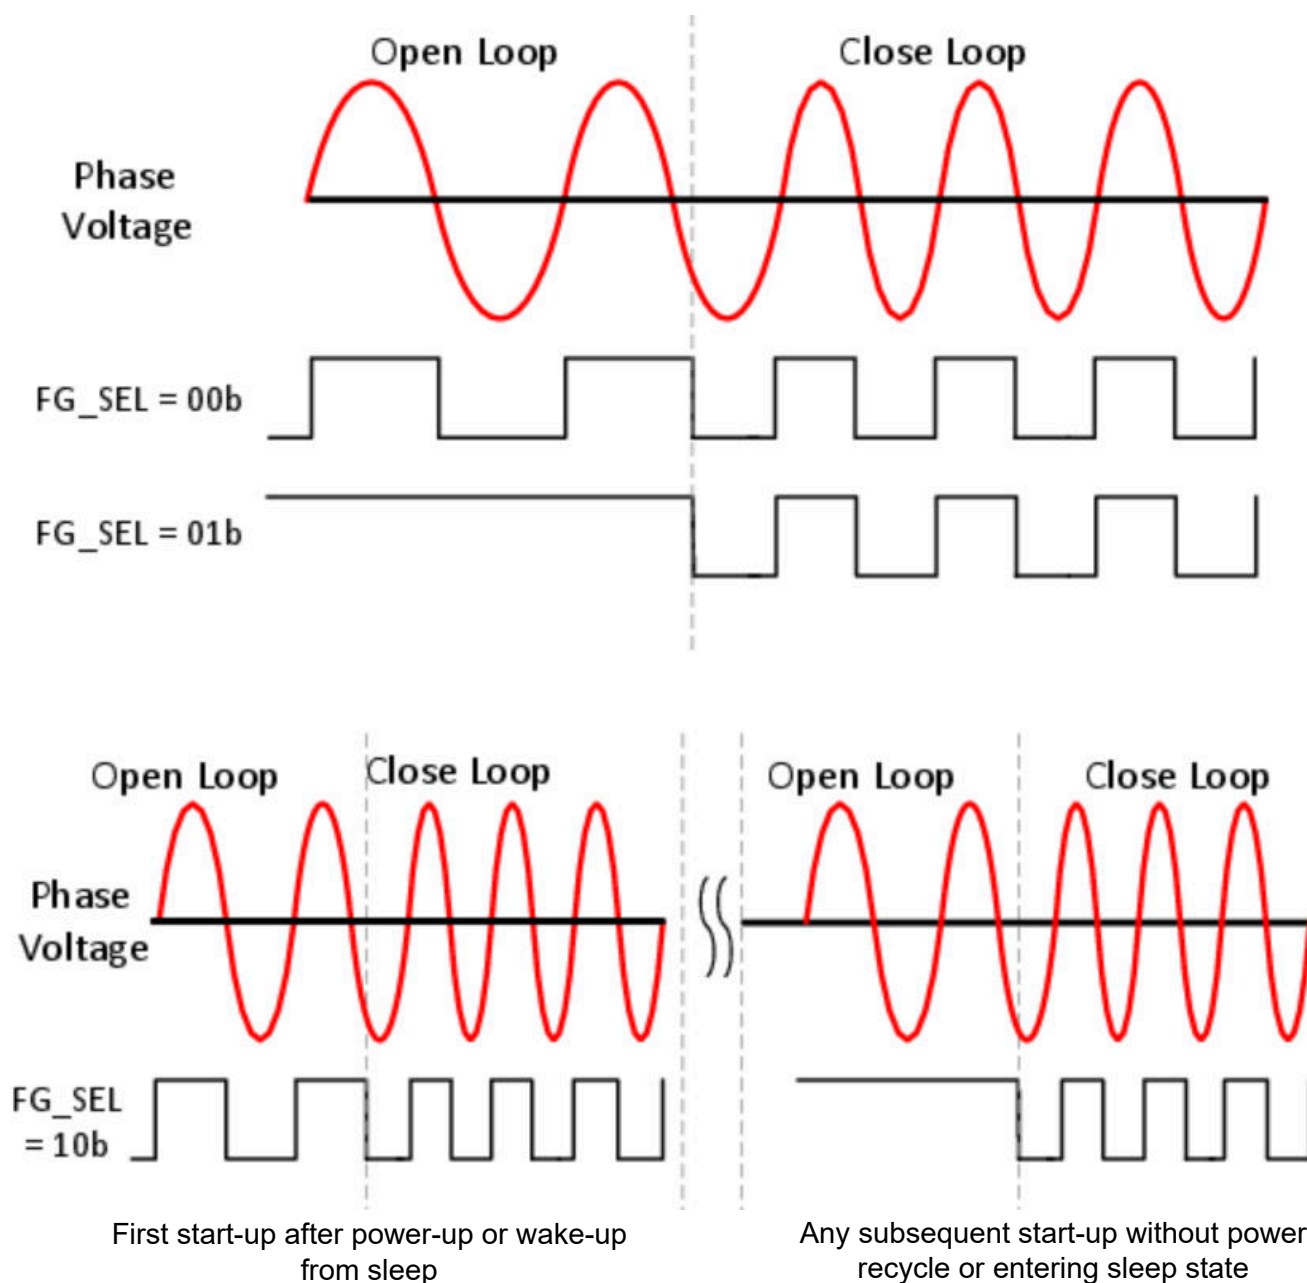 Open Loop
Close Loop
Phase
Voltage
FG_SEL = 00b
FG_SEL = 01b
Open Loop
Close Loop
Open Loop
Close Loop
Phase
Voltage
FG_SEL
= 10b
First start-up after power-up or wake-up
from sleep
Any subsequent start-up without power
recycle or entering sleep state